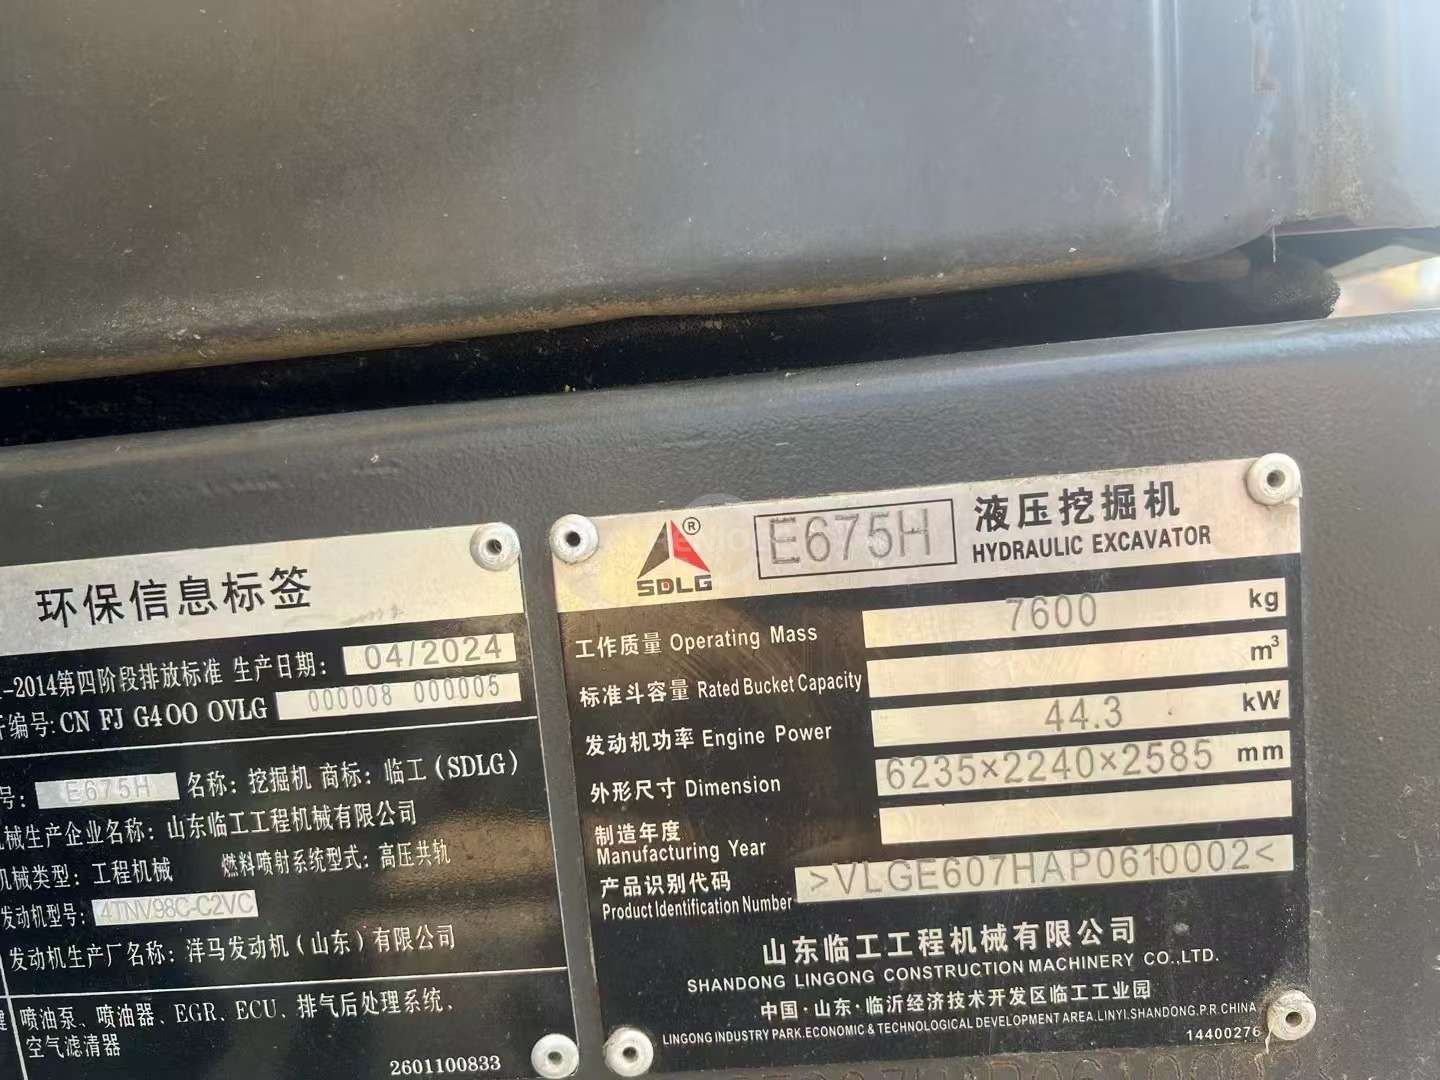 环保信息标签
-2014第四阶段排放标准 生产日期: 04/2024
编号: CN FJ G4 00 0VLG 000008 000005
号: E675H 名称: 挖掘机 商标: 临工(SDLG)
械生产企业名称: 山东临工工程机械有限公司
机械类型: 工程机械 燃料喷射系统型式: 高压共轨
发动机型号: 4TNV98C-C2VC
发动机生产厂名称: 洋马发动机(山东)有限公司
喷油泵、喷油器、EGR、ECU、排气后处理系统、
空气滤清器
2601100833
SDLG ® E675H 液压挖掘机
HYDRAULIC EXCAVATOR
工作质量 Operating Mass 7600 kg
标准斗容量 Rated Bucket Capacity m³
发动机功率 Engine Power 44.3 kW
外形尺寸 Dimension 6235×2240×2585 mm
制造年度
Manufacturing Year
产品识别代码
Product Identification Number >VLGE607HAP0610002<
山东临工工程机械有限公司
SHANDONG LINGONG CONSTRUCTION MACHINERY CO.,LTD.
中国·山东·临沂经济技术开发区临工工业园
LINGONG INDUSTRY PARK.ECONOMIC & TECHNOLOGICAL DEVELOPMENT AREA.LINYI.SHANDONG.P.R.CHINA
14400276